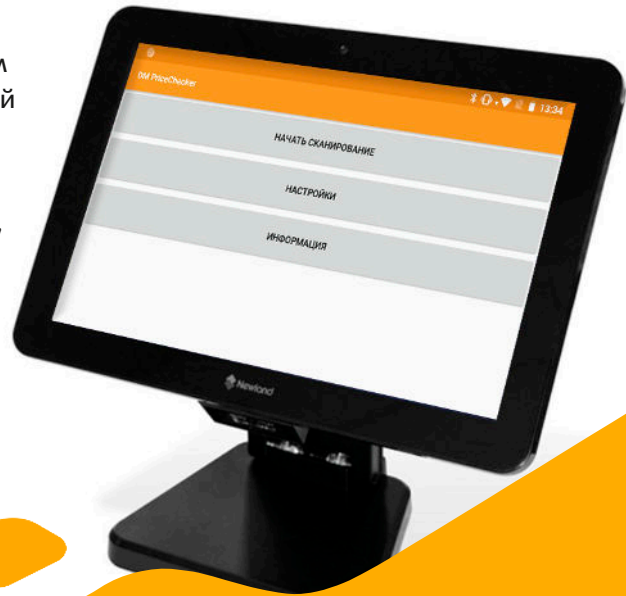 м
й
13:34
DM PriceChecker
НАЧАТЬ СКАНИРОВАНИЕ
НАСТРОЙКИ
ИНФОРМАЦИЯ
Newland